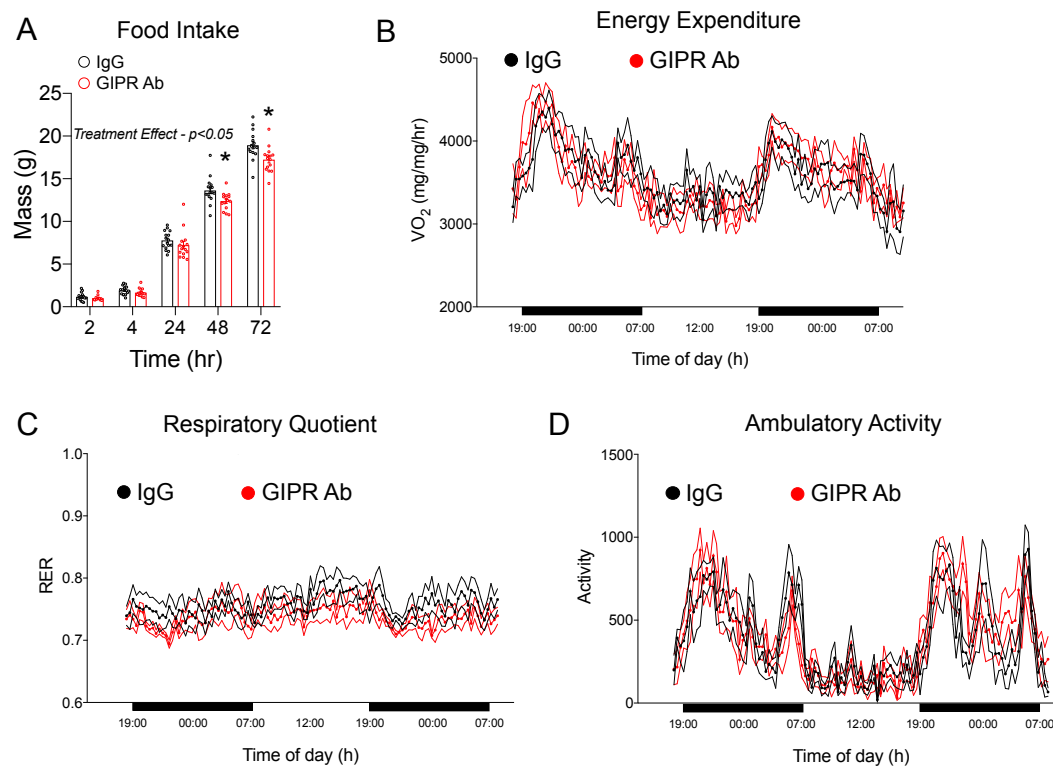 A
Food Intake
IgG
GIPR Ab
Treatment Effect - p<0.05
*
*
25
20
15
10
5
0
Mass (g)
2
4
24
48
72
Time (hr)
B
Energy Expenditure
IgG
GIPR Ab
5000
4000
3000
2000
VO2 (mg/mg/hr)
19:00
00:00
07:00
12:00
19:00
00:00
07:00
Time of day (h)
C
Respiratory Quotient
IgG
GIPR Ab
1.0
0.9
0.8
0.7
0.6
RER
19:00
00:00
07:00
12:00
19:00
00:00
07:00
Time of day (h)
D
Ambulatory Activity
IgG
GIPR Ab
1500
1000
500
0
Activity
19:00
00:00
07:00
12:00
19:00
00:00
07:00
Time of day (h)